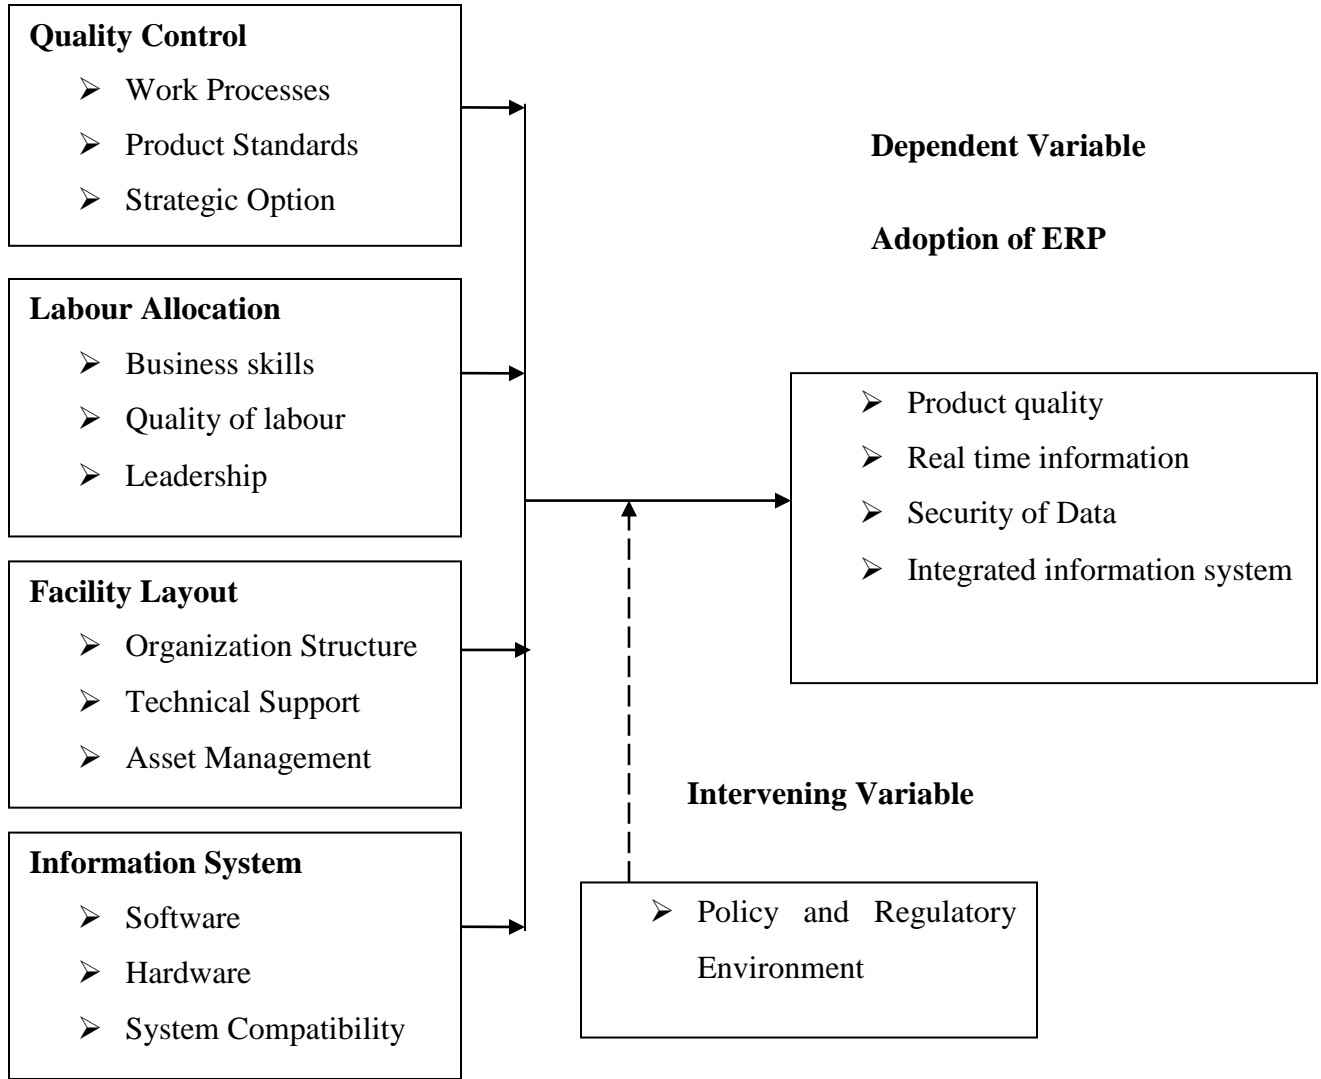 Quality Control
➢ Work Processes
➢ Product Standards
➢ Strategic Option
Labour Allocation
➢ Business skills
➢ Quality of labour
➢ Leadership
Facility Layout
➢ Organization Structure
➢ Technical Support
➢ Asset Management
Information System
➢ Software
➢ Hardware
➢ System Compatibility
Dependent Variable
Adoption of ERP
➢ Product quality
➢ Real time information
➢ Security of Data
➢ Integrated information system
Intervening Variable
➢ Policy and Regulatory
Environment